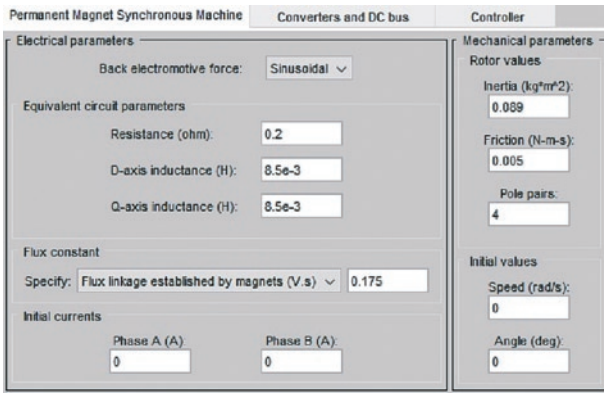 Permanent Magnet Synchronous Machine
Converters and DC bus
Controller
Electrical parameters
Back electromotive force: Sinusoidal
Equivalent circuit parameters
Resistance (ohm): 0.2
D-axis inductance (H): 8.5e-3
Q-axis inductance (H): 8.5e-3
Flux constant
Specify: Flux linkage established by magnets (V.s) 0.175
Initial currents
Phase A (A): Phase B (A):
0 0
Mechanical parameters
Rotor values
Inertia (kg*m^2):
0.089
Friction (N-m-s):
0.005
Pole pairs:
4
Initial values
Speed (rad/s):
0
Angle (deg):
0